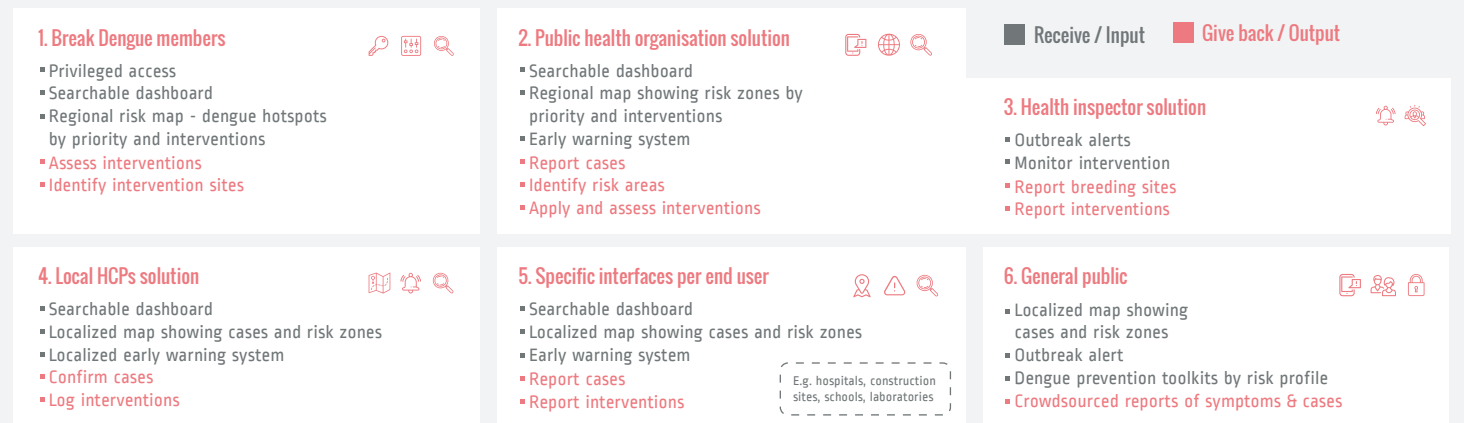 1. Break Dengue members
Privileged access
Searchable dashboard
Regional risk map - dengue hotspots
by priority and interventions
Assess interventions
Identify intervention sites
2. Public health organisation solution
Searchable dashboard
Regional map showing risk zones by
priority and interventions
Early warning system
Report cases
Identify risk areas
Apply and assess interventions
Receive / Input
Give back / Output
3. Health inspector solution
Outbreak alerts
Monitor intervention
Report breeding sites
Report interventions
4. Local HCPs solution
Searchable dashboard
Localized map showing cases and risk zones
Localized early warning system
Confirm cases
Log interventions
5. Specific interfaces per end user
Searchable dashboard
Localized map showing cases and risk zones
Early warning system
Report cases
Report interventions
E.g. hospitals, construction
sites, schools, laboratories
6. General public
Localized map showing
cases and risk zones
Outbreak alert
Dengue prevention toolkits by risk profile
Crowdsourced reports of symptoms & cases